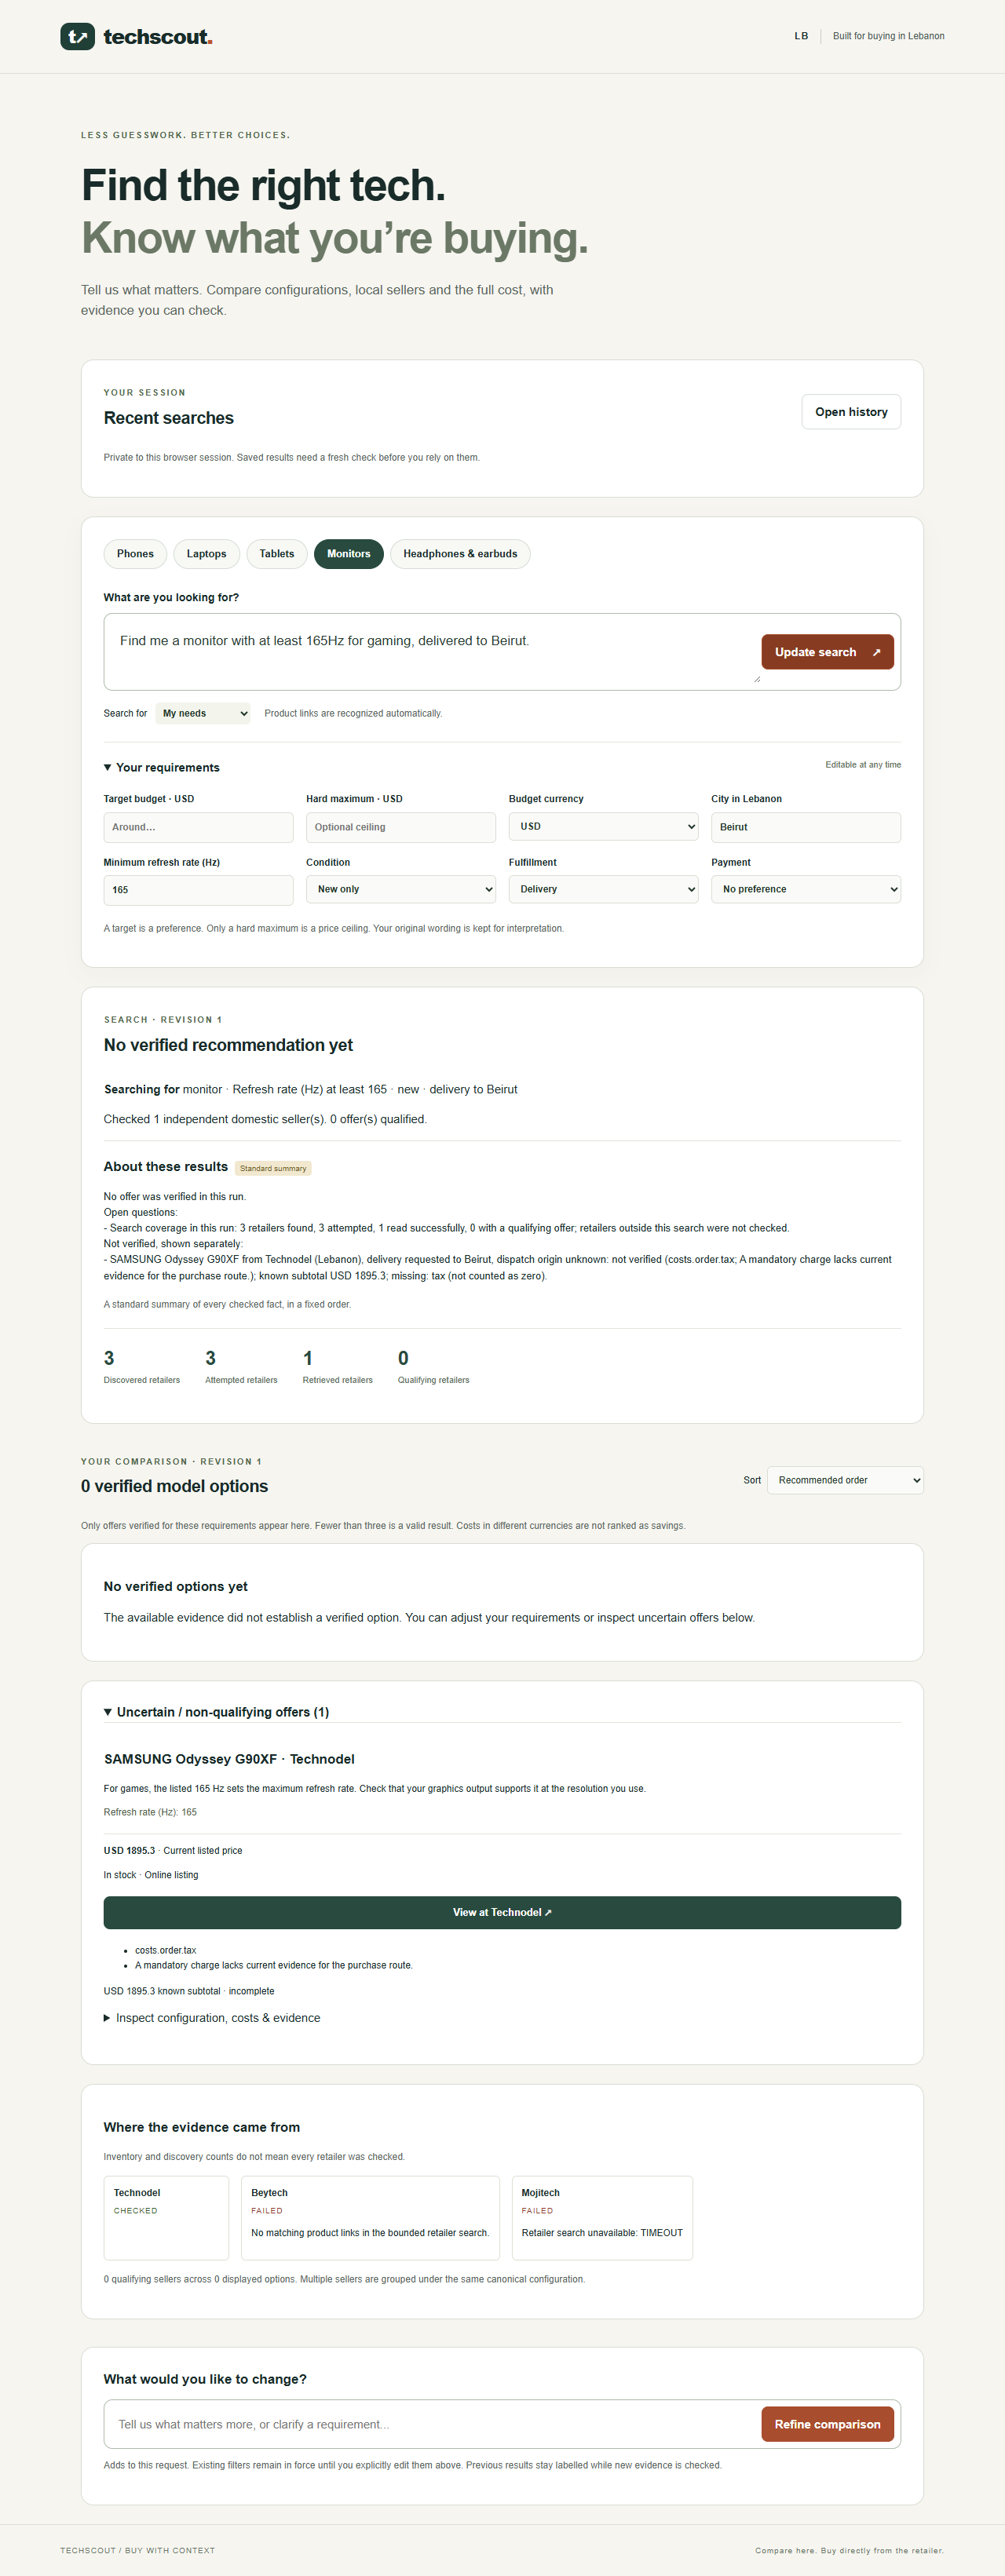 t↗ techscout.
LB
Built for buying in Lebanon
LESS GUESSWORK. BETTER CHOICES.
Find the right tech.
Know what you’re buying.
Tell us what matters. Compare configurations, local sellers and the full cost, with
evidence you can check.
YOUR SESSION
Recent searches
Open history
Private to this browser session. Saved results need a fresh check before you rely on them.
Phones
Laptops
Tablets
Monitors
Headphones & earbuds
What are you looking for?
Find me a monitor with at least 165Hz for gaming, delivered to Beirut.
Update search ↗
Search for
My needs
Product links are recognized automatically.
▼ Your requirements
Editable at any time
Target budget · USD
Hard maximum · USD
Budget currency
City in Lebanon
Around…
Optional ceiling
USD
Beirut
Minimum refresh rate (Hz)
Condition
Fulfillment
Payment
165
New only
Delivery
No preference
A target is a preference. Only a hard maximum is a price ceiling. Your original wording is kept for interpretation.
SEARCH · REVISION 1
No verified recommendation yet
Searching for monitor · Refresh rate (Hz) at least 165 · new · delivery to Beirut
Checked 1 independent domestic seller(s). 0 offer(s) qualified.
About these results
Standard summary
No offer was verified in this run.
Open questions:
- Search coverage in this run: 3 retailers found, 3 attempted, 1 read successfully, 0 with a qualifying offer; retailers outside this search were not checked.
Not verified, shown separately:
- SAMSUNG Odyssey G90XF from Technodel (Lebanon), delivery requested to Beirut, dispatch origin unknown: not verified (costs.order.tax; A mandatory charge lacks current
evidence for the purchase route.); known subtotal USD 1895.3; missing: tax (not counted as zero).
A standard summary of every checked fact, in a fixed order.
3
3
1
0
Discovered retailers
Attempted retailers
Retrieved retailers
Qualifying retailers
YOUR COMPARISON · REVISION 1
0 verified model options
Sort
Recommended order
Only offers verified for these requirements appear here. Fewer than three is a valid result. Costs in different currencies are not ranked as savings.
No verified options yet
The available evidence did not establish a verified option. You can adjust your requirements or inspect uncertain offers below.
▼ Uncertain / non-qualifying offers (1)
SAMSUNG Odyssey G90XF · Technodel
For games, the listed 165 Hz sets the maximum refresh rate. Check that your graphics output supports it at the resolution you use.
Refresh rate (Hz): 165
USD 1895.3 · Current listed price
In stock · Online listing
View at Technodel ↗
• costs.order.tax
• A mandatory charge lacks current evidence for the purchase route.
USD 1895.3 known subtotal · incomplete
▶ Inspect configuration, costs & evidence
Where the evidence came from
Inventory and discovery counts do not mean every retailer was checked.
Technodel
CHECKED
Beytech
FAILED
No matching product links in the bounded retailer search.
Mojitech
FAILED
Retailer search unavailable: TIMEOUT
0 qualifying sellers across 0 displayed options. Multiple sellers are grouped under the same canonical configuration.
What would you like to change?
Tell us what matters more, or clarify a requirement…
Refine comparison
Adds to this request. Existing filters remain in force until you explicitly edit them above. Previous results stay labelled while new evidence is checked.
TECHSCOUT / BUY WITH CONTEXT
Compare here. Buy directly from the retailer.